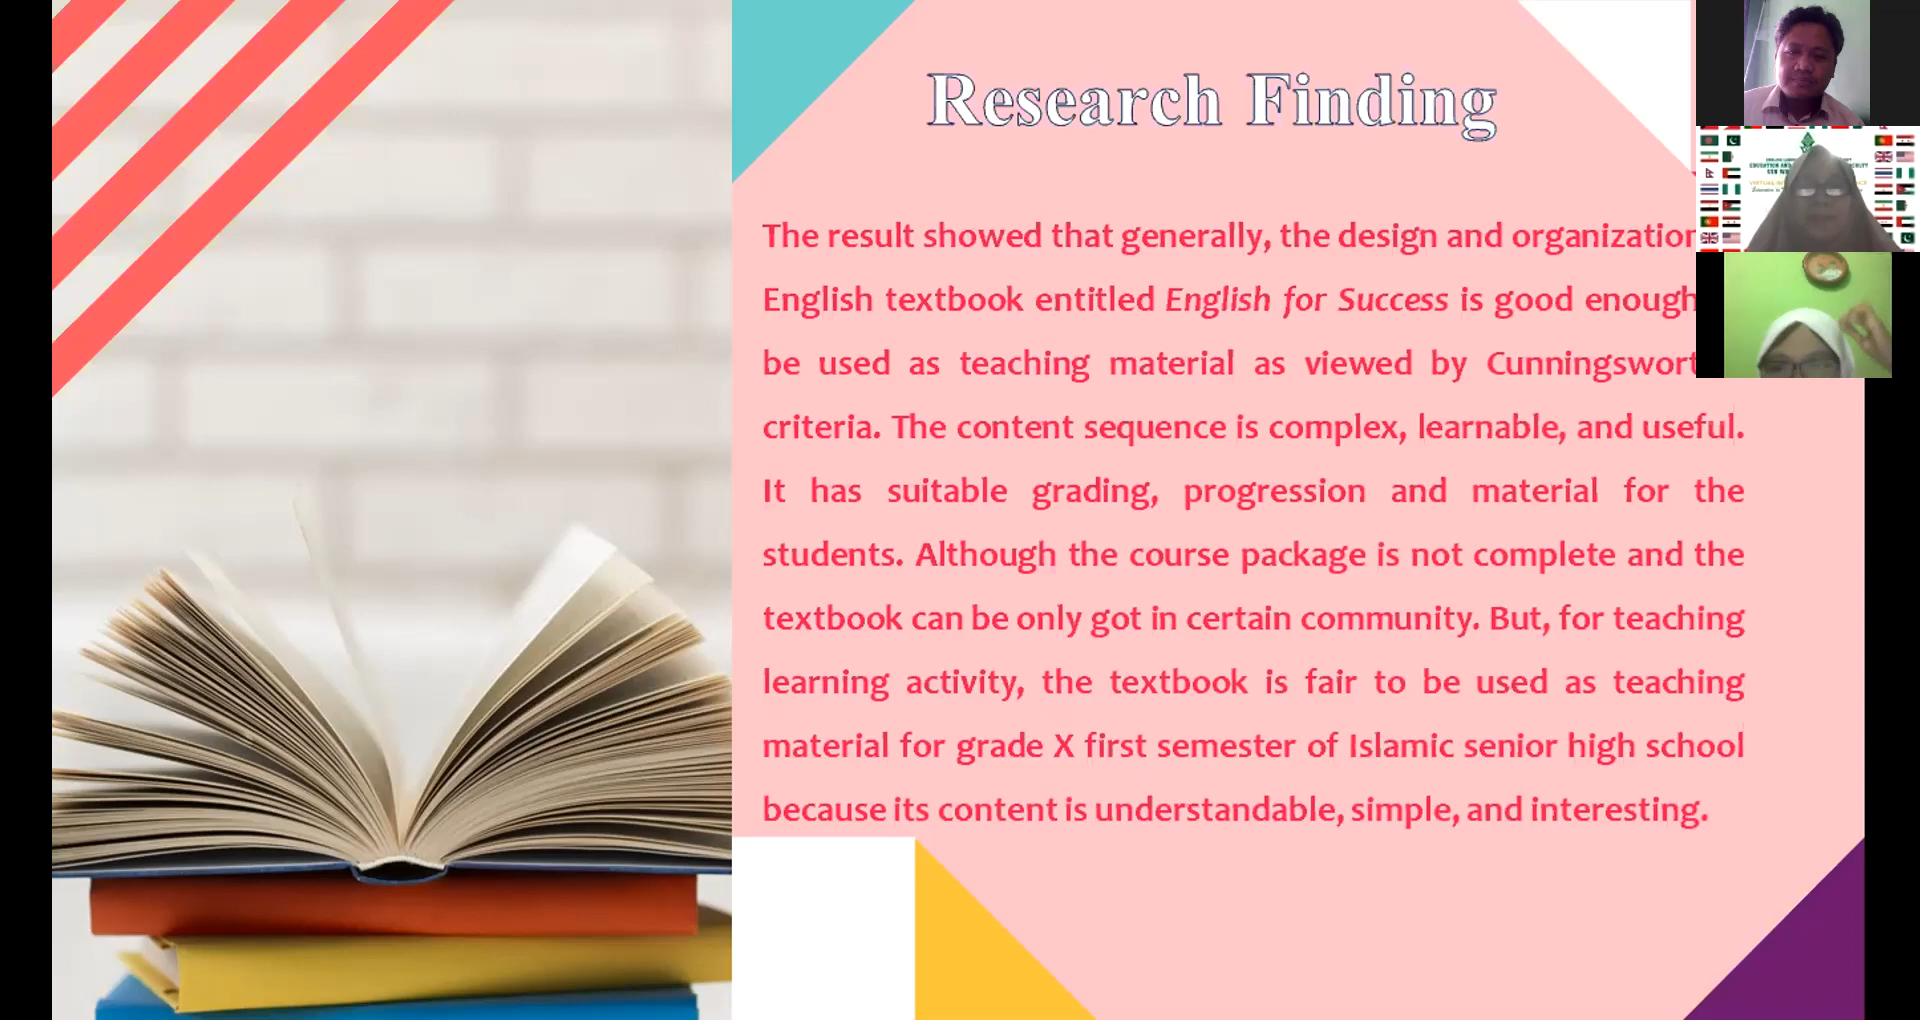 Research Finding
The result showed that generally, the design and organization
English textbook entitled English for Success is good enough
be used as teaching material as viewed by
criteria. The content sequence is complex, learnable, and useful.
It has suitable grading, progression and material for the
students. Although the course package is not complete and the
textbook can be only got in certain community. But, for teaching
learning activity, the textbook is fair to be used as teaching
material for grade X first semester of Islamic senior high school
because its content is understandable, simple, and interesting.